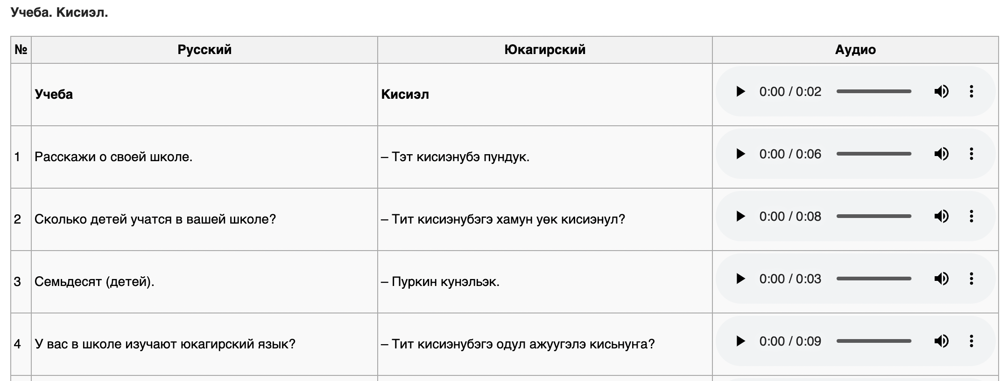 Учеба. Кисиэл.
№ Русский Юкагирский Аудио
Учеба Кисиэл 0:00 / 0:02
1 Расскажи о своей школе. – Тэт кисиэнубэ пундук. 0:00 / 0:06
2 Сколько детей учатся в вашей школе? – Тит кисиэнубэгэ хамун уɵк кисиэнул? 0:00 / 0:08
3 Семьдесят (детей). – Пуркин кунэльэк. 0:00 / 0:03
4 У вас в школе изучают юкагирский язык? – Тит кисиэнубэгэ одул ажуугэлэ кисьнуҥа? 0:00 / 0:09